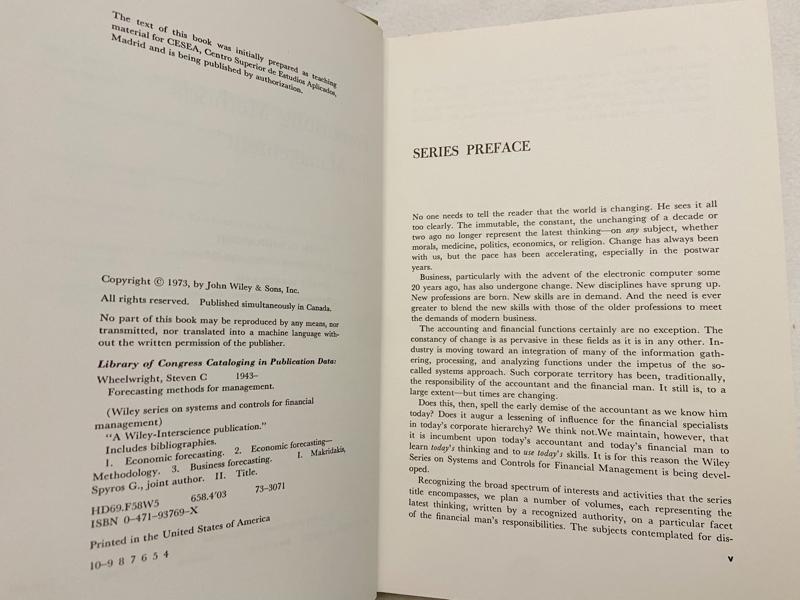 The text of this book was initially prepared as teaching
material for CESEA, Centro Superior de Estudios Aplicados,
Madrid and is being published by authorization.
Copyright © 1973, by John Wiley & Sons, Inc.
All rights reserved. Published simultaneously in Canada.
No part of this book may be reproduced by any means, nor
transmitted, nor translated into a machine language with-
out the written permission of the publisher.
Library of Congress Cataloging in Publication Data:
Wheelwright, Steven C 1943–
Forecasting methods for management.
(Wiley series on systems and controls for financial
management)
"A Wiley-Interscience publication."
Includes bibliographies.
1. Economic forecasting. 2. Economic forecasting—
Methodology. 3. Business forecasting. I. Makridakis,
Spyros G., joint author. II. Title.
HD69.F58W5 658.4'03 73-3071
ISBN 0-471-93769-X
Printed in the United States of America
10-9 8 7 6 5 4
SERIES PREFACE
No one needs to tell the reader that the world is changing. He sees it all
too clearly. The immutable, the constant, the unchanging of a decade or
two ago no longer represent the latest thinking—on any subject, whether
morals, medicine, politics, economics, or religion. Change has always been
with us, but the pace has been accelerating, especially in the postwar
years.
Business, particularly with the advent of the electronic computer some
20 years ago, has also undergone change. New disciplines have sprung up.
New professions are born. New skills are in demand. And the need is ever
greater to blend the new skills with those of the older professions to meet
the demands of modern business.
The accounting and financial functions certainly are no exception. The
constancy of change is as pervasive in these fields as it is in any other. In-
dustry is moving toward an integration of many of the information gath-
ering, processing, and analyzing functions under the impetus of the so-
called systems approach. Such corporate territory has been, traditionally,
the responsibility of the accountant and the financial man. It still is, to a
large extent—but times are changing.
Does this, then, spell the early demise of the accountant as we know him
today? Does it augur a lessening of influence for the financial specialists
in today's corporate hierarchy? We think not.We maintain, however, that
it is incumbent upon today's accountant and today's financial man to
learn today's thinking and to use today's skills. It is for this reason the Wiley
Series on Systems and Controls for Financial Management is being devel-
oped.
Recognizing the broad spectrum of interests and activities that the series
title encompasses, we plan a number of volumes, each representing the
latest thinking, written by a recognized authority, on a particular facet
of the financial man's responsibilities. The subjects contemplated for dis-
v